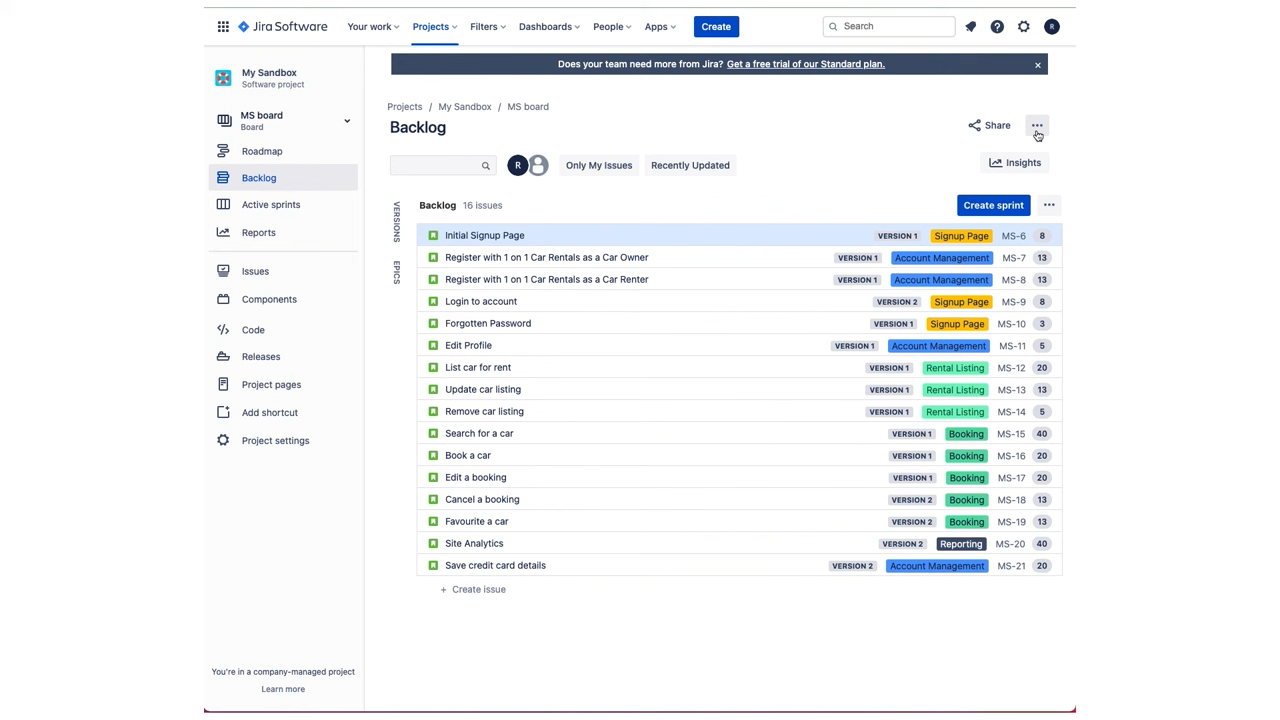 Jira Software Your work Projects Filters Dashboards People Apps Create Search R
Does your team need more from Jira? Get a free trial of our Standard plan.
My Sandbox
Software project
MS board
Board
Roadmap
Backlog
Active sprints
Reports
Issues
Components
Code
Releases
Project pages
Add shortcut
Project settings
You're in a company-managed project
Learn more
Projects / My Sandbox / MS board
Backlog
Share
R Only My Issues Recently Updated Insights
VERSIONS
EPICS
Backlog 16 issues Create sprint
Initial Signup Page VERSION 1 Signup Page MS-6 8
Register with 1 on 1 Car Rentals as a Car Owner VERSION 1 Account Management MS-7 13
Register with 1 on 1 Car Rentals as a Car Renter VERSION 1 Account Management MS-8 13
Login to account VERSION 2 Signup Page MS-9 8
Forgotten Password VERSION 1 Signup Page MS-10 3
Edit Profile VERSION 1 Account Management MS-11 5
List car for rent VERSION 1 Rental Listing MS-12 20
Update car listing VERSION 1 Rental Listing MS-13 13
Remove car listing VERSION 1 Rental Listing MS-14 5
Search for a car VERSION 1 Booking MS-15 40
Book a car VERSION 1 Booking MS-16 20
Edit a booking VERSION 1 Booking MS-17 20
Cancel a booking VERSION 2 Booking MS-18 13
Favourite a car VERSION 2 Booking MS-19 13
Site Analytics VERSION 2 Reporting MS-20 40
Save credit card details VERSION 2 Account Management MS-21 20
+ Create issue